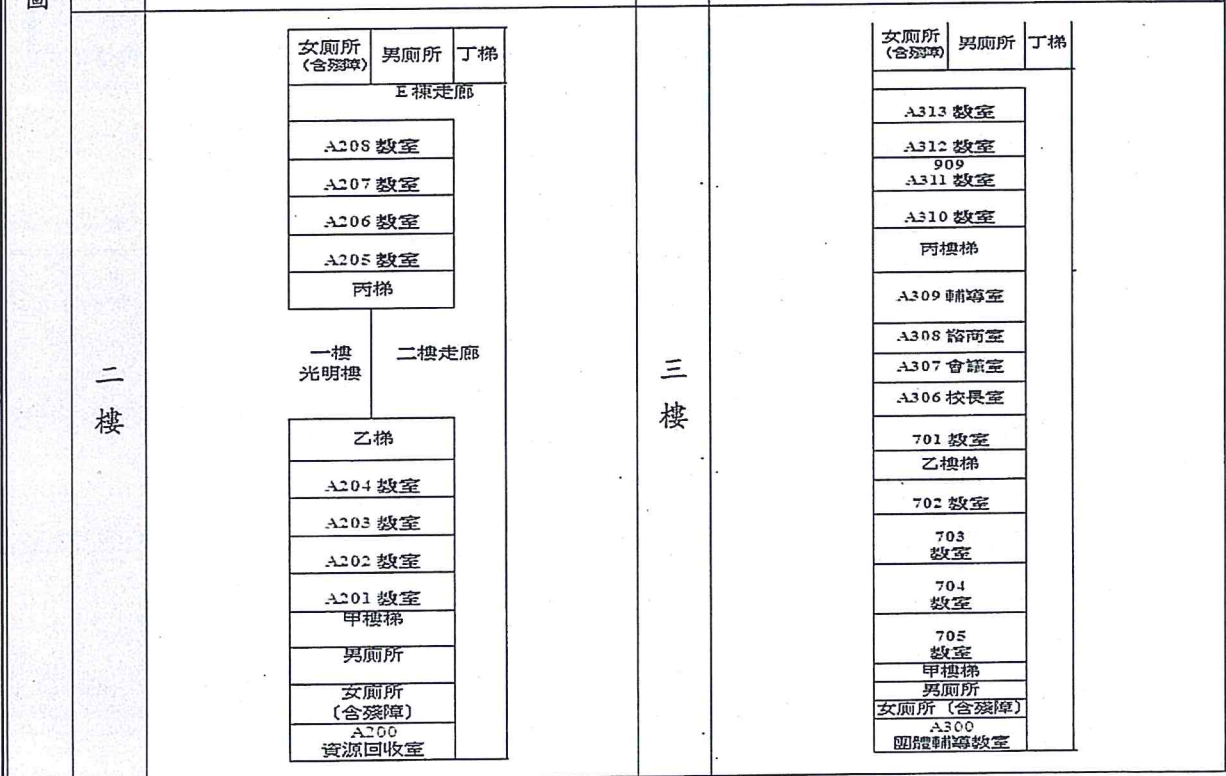 圖
二
樓
女廁所
(含殘障)
男廁所
丁梯
E棟走廊
A208 教室
A207 教室
A206 教室
A205 教室
丙梯
一樓
光明樓
二樓走廊
乙梯
A204 教室
A203 教室
A202 教室
A201 教室
甲樓梯
男廁所
女廁所
(含殘障)
A200
資源回收室
三
樓
女廁所
(含殘障)
男廁所
丁梯
A313 教室
A312 教室
909
A311 教室
A310 教室
丙樓梯
A309 輔導室
A308 諮商室
A307 會議室
A306 校長室
701 教室
乙樓梯
702 教室
703
教室
704
教室
705
教室
甲樓梯
男廁所
女廁所 (含殘障)
A300
團體輔導教室